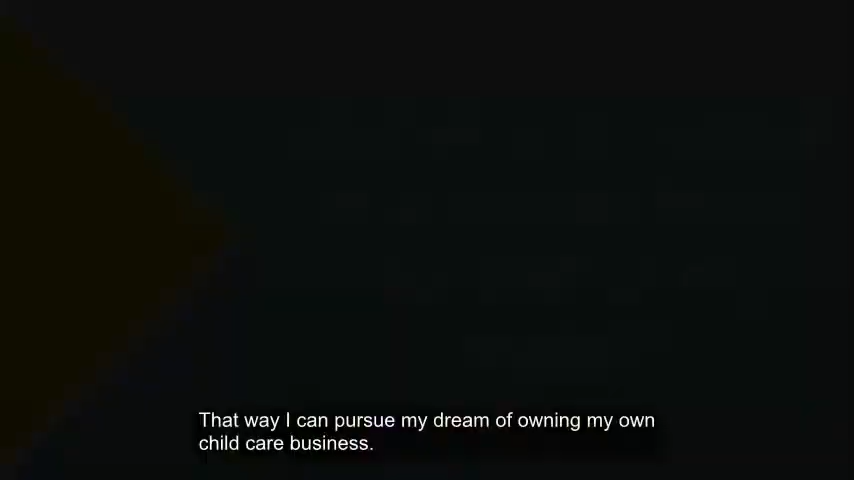 That way I can pursue my dream of owning my own
child care business.